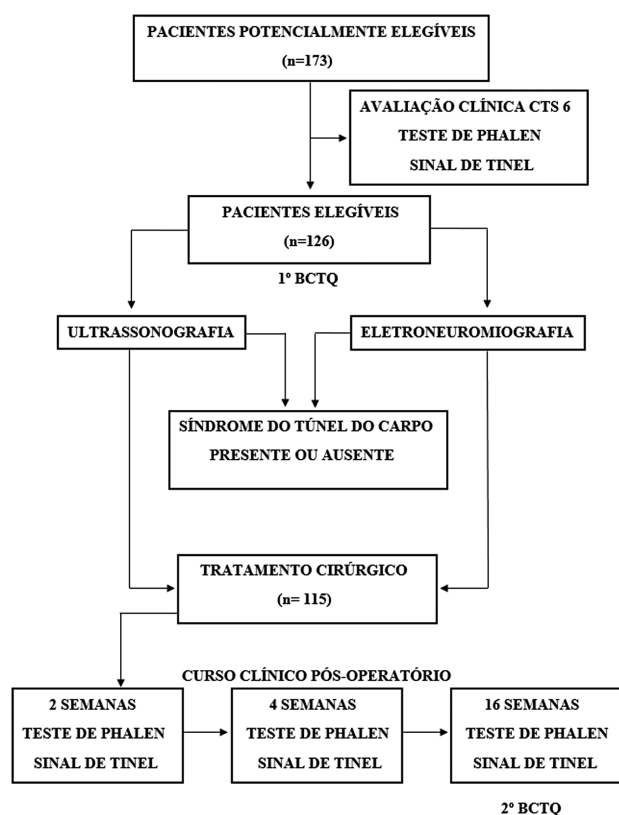 PACIENTES POTENCIALMENTE ELEGÍVEIS
(n=173)
AVALIAÇÃO CLÍNICA CTS 6
TESTE DE PHALEN
SINAL DE TINEL
PACIENTES ELEGÍVEIS
(n=126)
1º BCTQ
ULTRASSONOGRAFIA
ELETRONEUROMIOGRAFIA
SÍNDROME DO TÚNEL DO CARPO
PRESENTE OU AUSENTE
TRATAMENTO CIRÚRGICO
(n= 115)
CURSO CLÍNICO PÓS-OPERATÓRIO
2 SEMANAS
TESTE DE PHALEN
SINAL DE TINEL
4 SEMANAS
TESTE DE PHALEN
SINAL DE TINEL
16 SEMANAS
TESTE DE PHALEN
SINAL DE TINEL
2º BCTQ